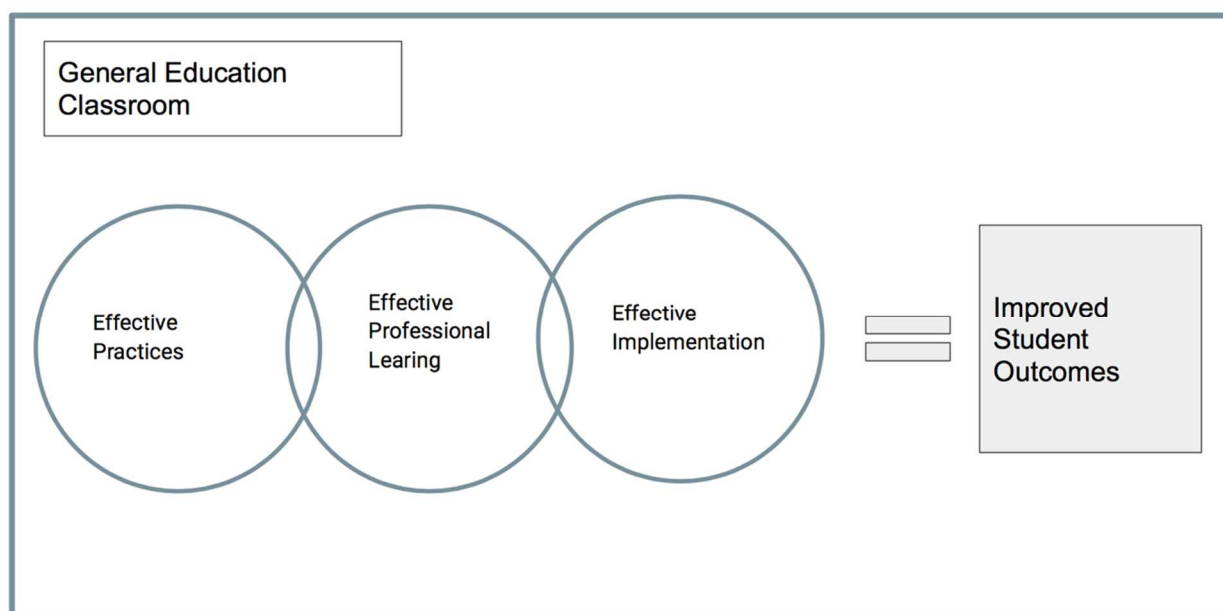 General Education
Classroom
Effective
Practices
Effective
Professional
Learing
Effective
Implementation
Improved
Student
Outcomes